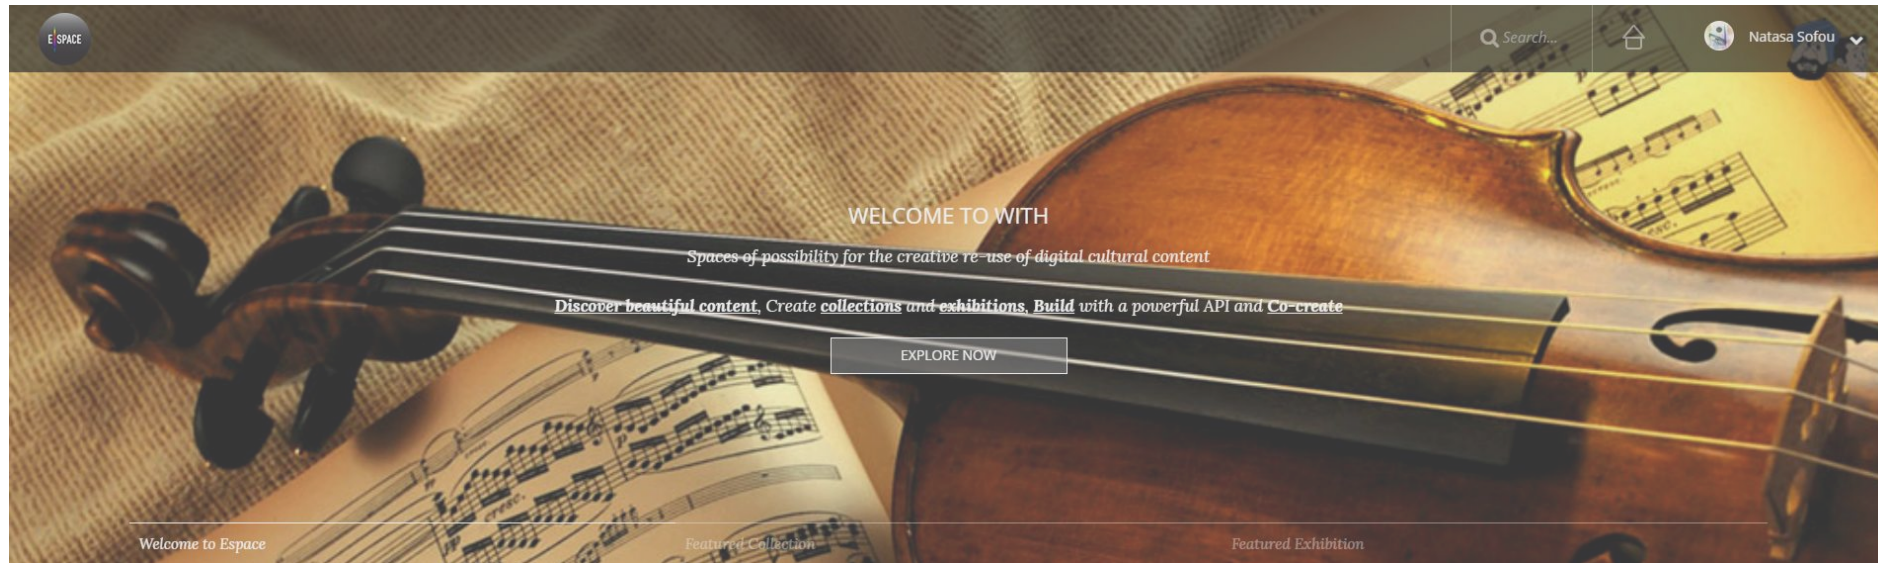 E SPACE
Search...
Natasa Sofou
WELCOME TO WITH
Spaces of possibility for the creative re-use of digital cultural content
Discover beautiful content, Create collections and exhibitions, Build with a powerful API and Co-create
EXPLORE NOW
cresc.
Welcome to Espace
Featured Collection
Featured Exhibition